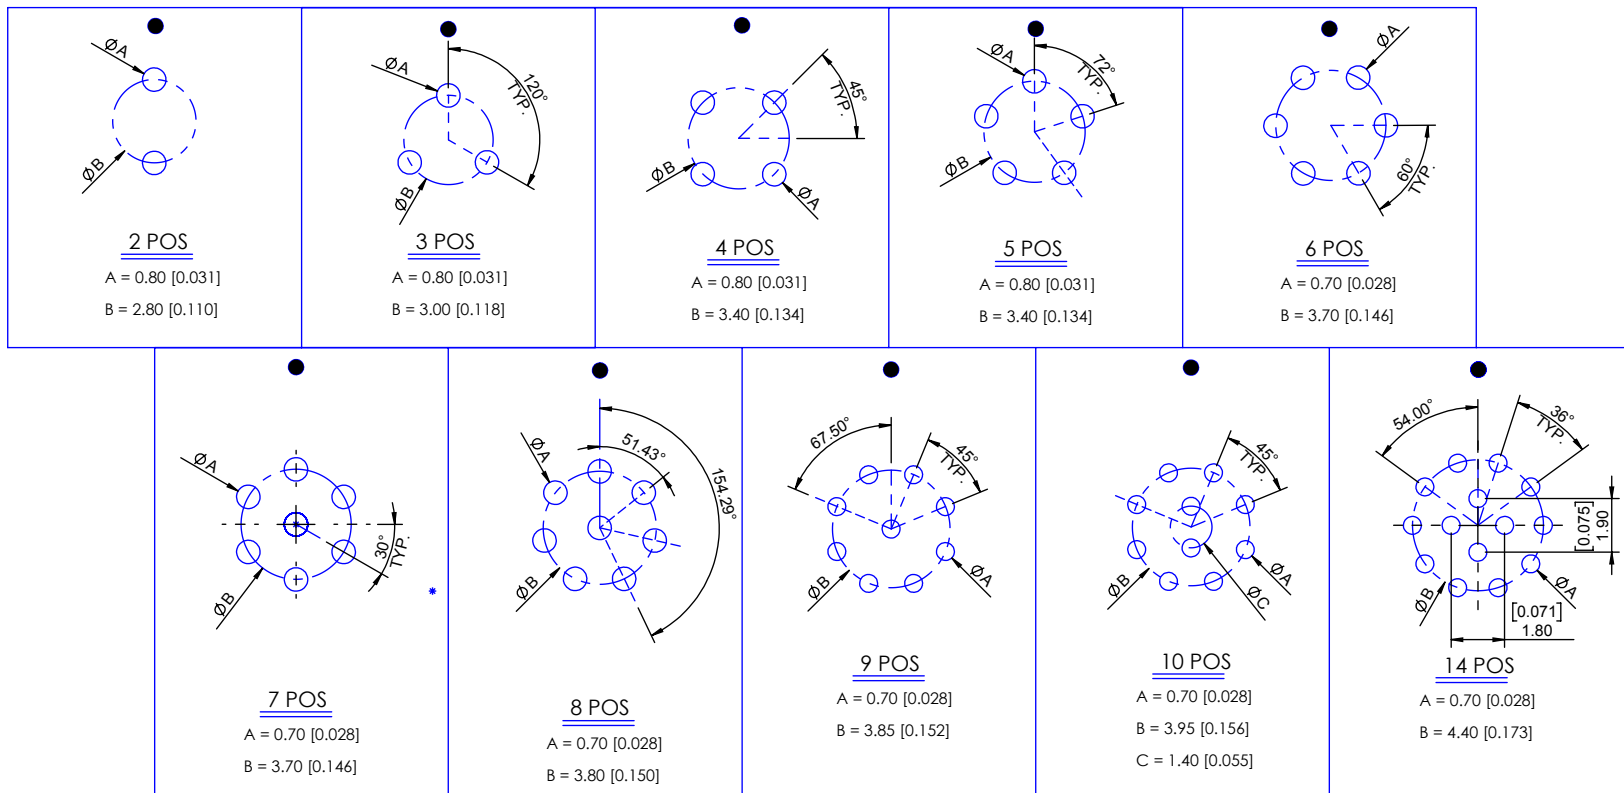 ØA
ØB
2 POS
A = 0.80 [0.031]
B = 2.80 [0.110]
ØA
120°
TYP.
ØB
3 POS
A = 0.80 [0.031]
B = 3.00 [0.118]
45°
TYP.
ØB
ØA
4 POS
A = 0.80 [0.031]
B = 3.40 [0.134]
ØA
72°
TYP.
ØB
5 POS
A = 0.80 [0.031]
B = 3.40 [0.134]
ØA
60°
TYP.
6 POS
A = 0.70 [0.028]
B = 3.70 [0.146]
ØA
30°
TYP.
ØB
*
7 POS
A = 0.70 [0.028]
B = 3.70 [0.146]
ØA
51.43°
154.29°
ØB
8 POS
A = 0.70 [0.028]
B = 3.80 [0.150]
67.50°
45°
TYP.
ØB
ØA
9 POS
A = 0.70 [0.028]
B = 3.85 [0.152]
45°
TYP.
ØB
ØA
ØC
10 POS
A = 0.70 [0.028]
B = 3.95 [0.156]
C = 1.40 [0.055]
54.00°
36°
TYP.
[0.075]
1.90
ØB
ØA
[0.071]
1.80
14 POS
A = 0.70 [0.028]
B = 4.40 [0.173]